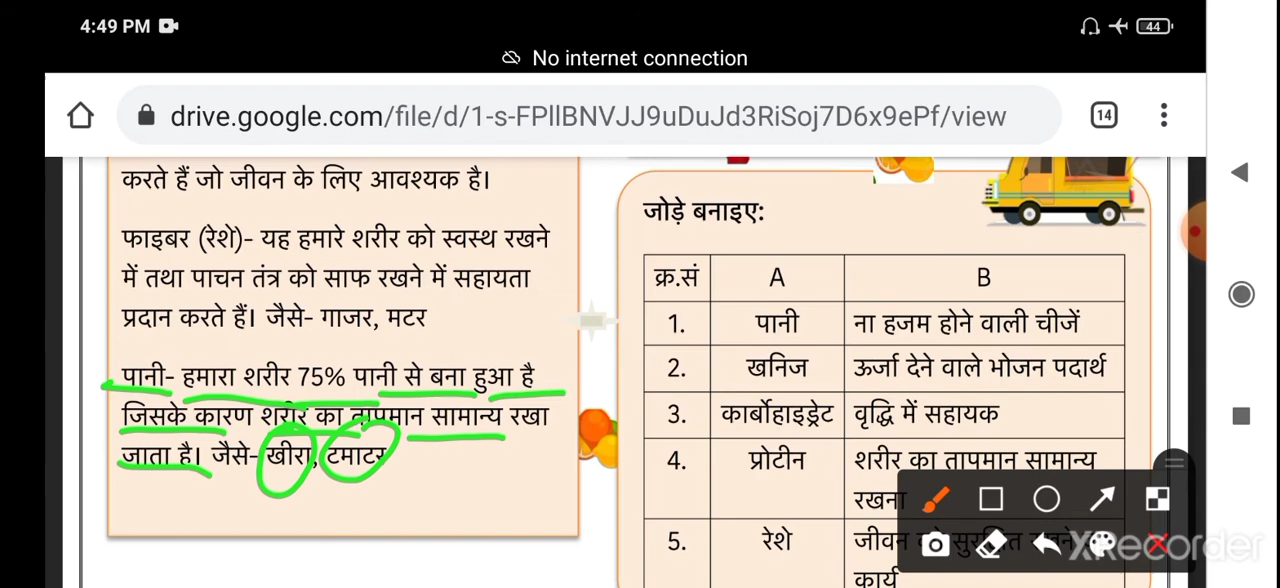 4:49 PM
44
No internet connection
drive.google.com/file/d/1-s-FPllBNVJJ9uDuJd3RiSoj7D6x9ePf/view
14
करते हैं जो जीवन के लिए आवश्यक है।
फाइबर (रेशे)- यह हमारे शरीर को स्वस्थ रखने
में तथा पाचन तंत्र को साफ रखने में सहायता
प्रदान करते हैं। जैसे- गाजर, मटर
पानी- हमारा शरीर 75% पानी से बना हुआ है
जिसके कारण शरीर का तापमान सामान्य रखा
जाता है। जैसे- खीरा, टमाटर
जोड़े बनाइए:
क्र.सं A B
1. पानी ना हजम होने वाली चीजें
2. खनिज ऊर्जा देने वाले भोजन पदार्थ
3. कार्बोहाइड्रेट वृद्धि में सहायक
4. प्रोटीन शरीर का तापमान सामान्य
रखना
5. रेशे जीवन
कार्य
XRecorder